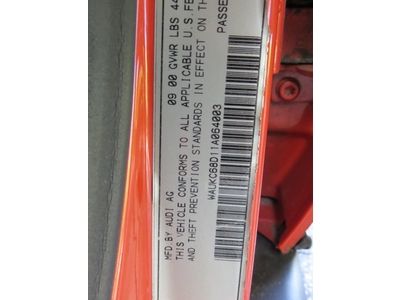 MFD.BY AUDI AG
09 00 GVWR LBS 44
THIS VEHICLE CONFORMS TO ALL APPLICABLE U.S.FE
AND THEFT PREVENTION STANDARDS IN EFFECT ON TH
WAUKC68D11A064003
PASSE